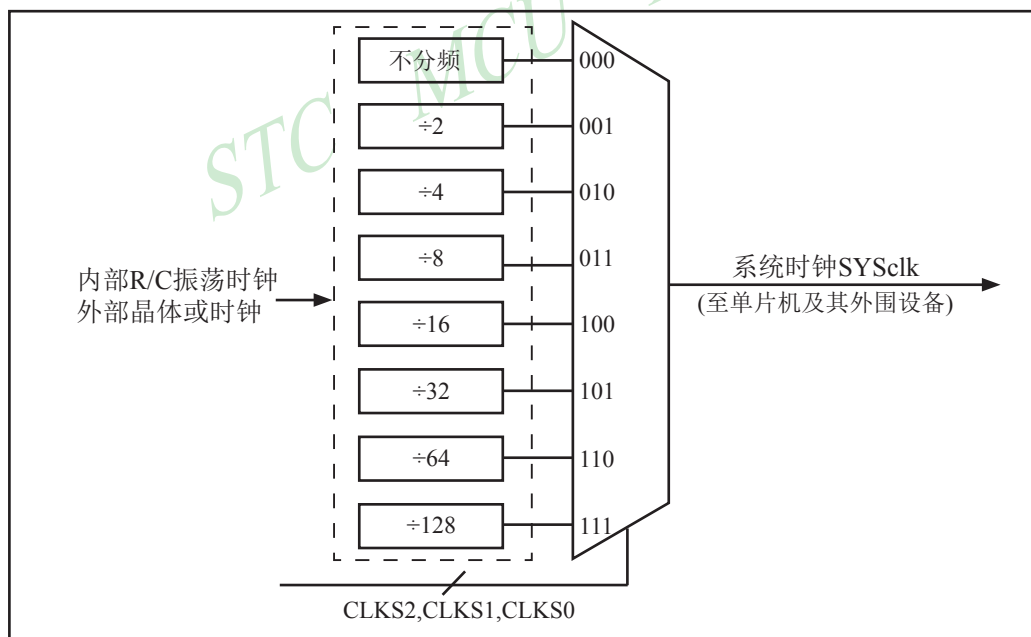 STC MCU
不分频
000
÷2
001
÷4
010
÷8
011
÷16
100
÷32
101
÷64
110
÷128
111
内部R/C振荡时钟
外部晶体或时钟
系统时钟SYSclk
(至单片机及其外围设备)
CLKS2,CLKS1,CLKS0